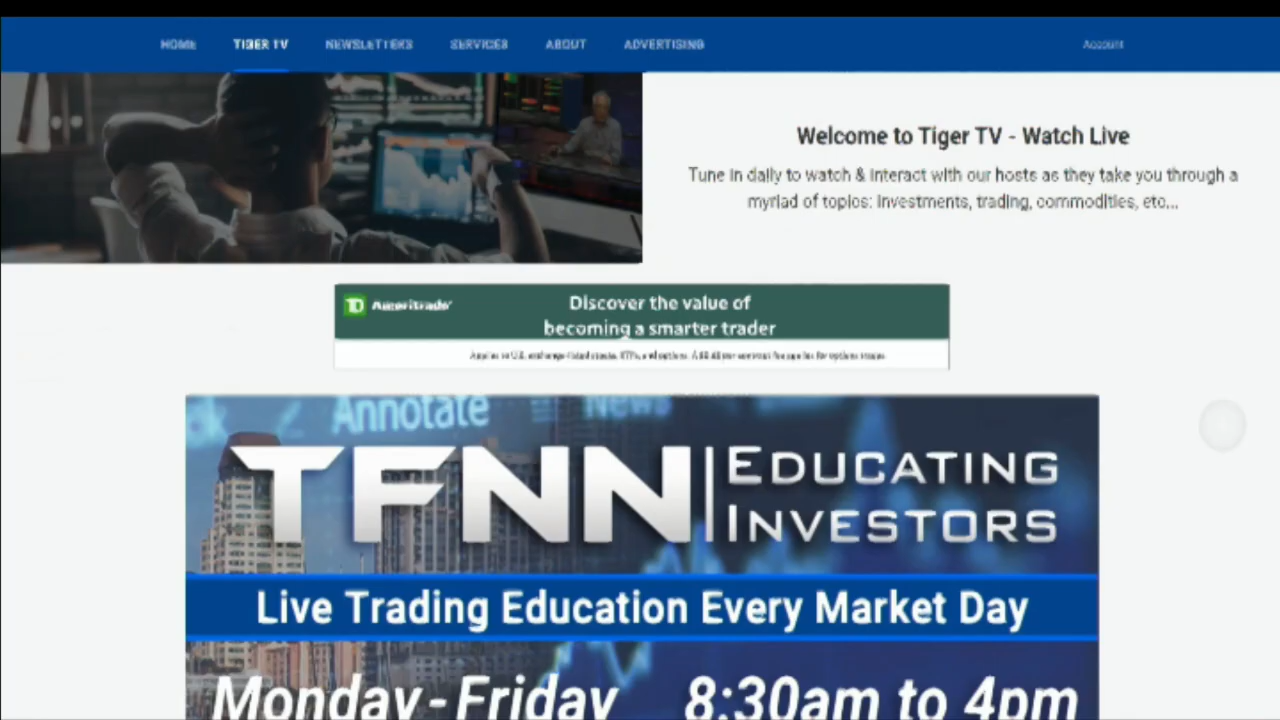 HOME TIGER TV NEWSLETTERS SERVICES ABOUT ADVERTISING Account
Welcome to Tiger TV - Watch Live
Tune in daily to watch & interact with our hosts as they take you through a
myriad of topics: investments, trading, commodities, etc...
TD Ameritrade
Discover the value of
becoming a smarter trader
Annotate News
TFNN
EDUCATING
INVESTORS
Live Trading Education Every Market Day
Monday - Friday 8:30am to 4pm